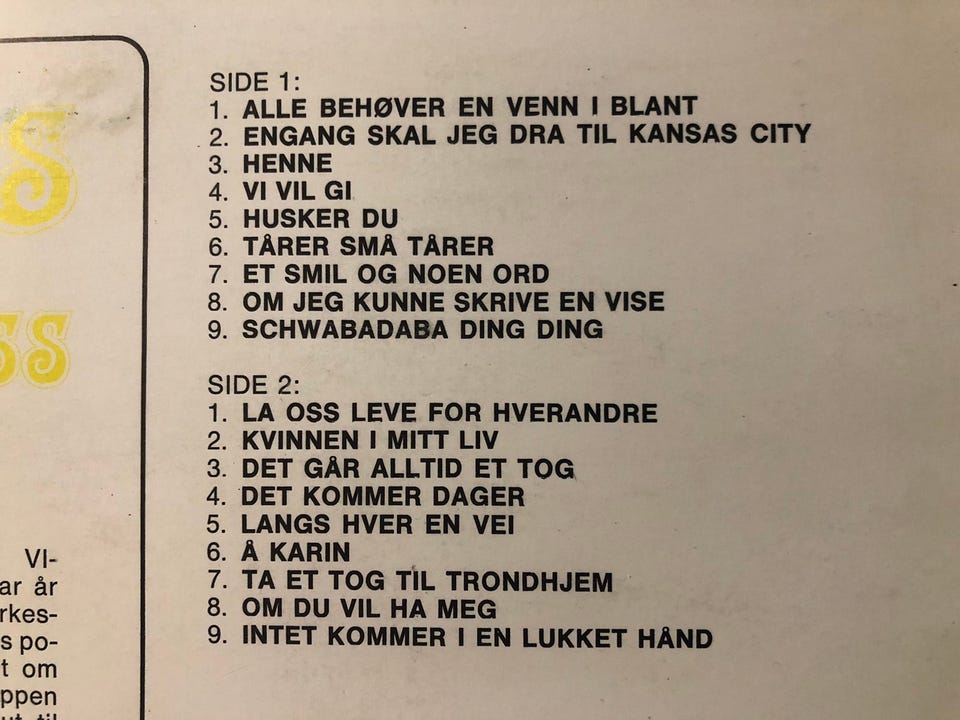 S
SS
VI-
ar år
rkes-
s po-
t om
ppen
ut til
SIDE 1:
1. ALLE BEHØVER EN VENN I BLANT
2. ENGANG SKAL JEG DRA TIL KANSAS CITY
3. HENNE
4. VI VIL GI
5. HUSKER DU
6. TÅRER SMÅ TÅRER
7. ET SMIL OG NOEN ORD
8. OM JEG KUNNE SKRIVE EN VISE
9. SCHWABADABA DING DING
SIDE 2:
1. LA OSS LEVE FOR HVERANDRE
2. KVINNEN I MITT LIV
3. DET GÅR ALLTID ET TOG
4. DET KOMMER DAGER
5. LANGS HVER EN VEI
6. Å KARIN
7. TA ET TOG TIL TRONDHJEM
8. OM DU VIL HA MEG
9. INTET KOMMER I EN LUKKET HÅND